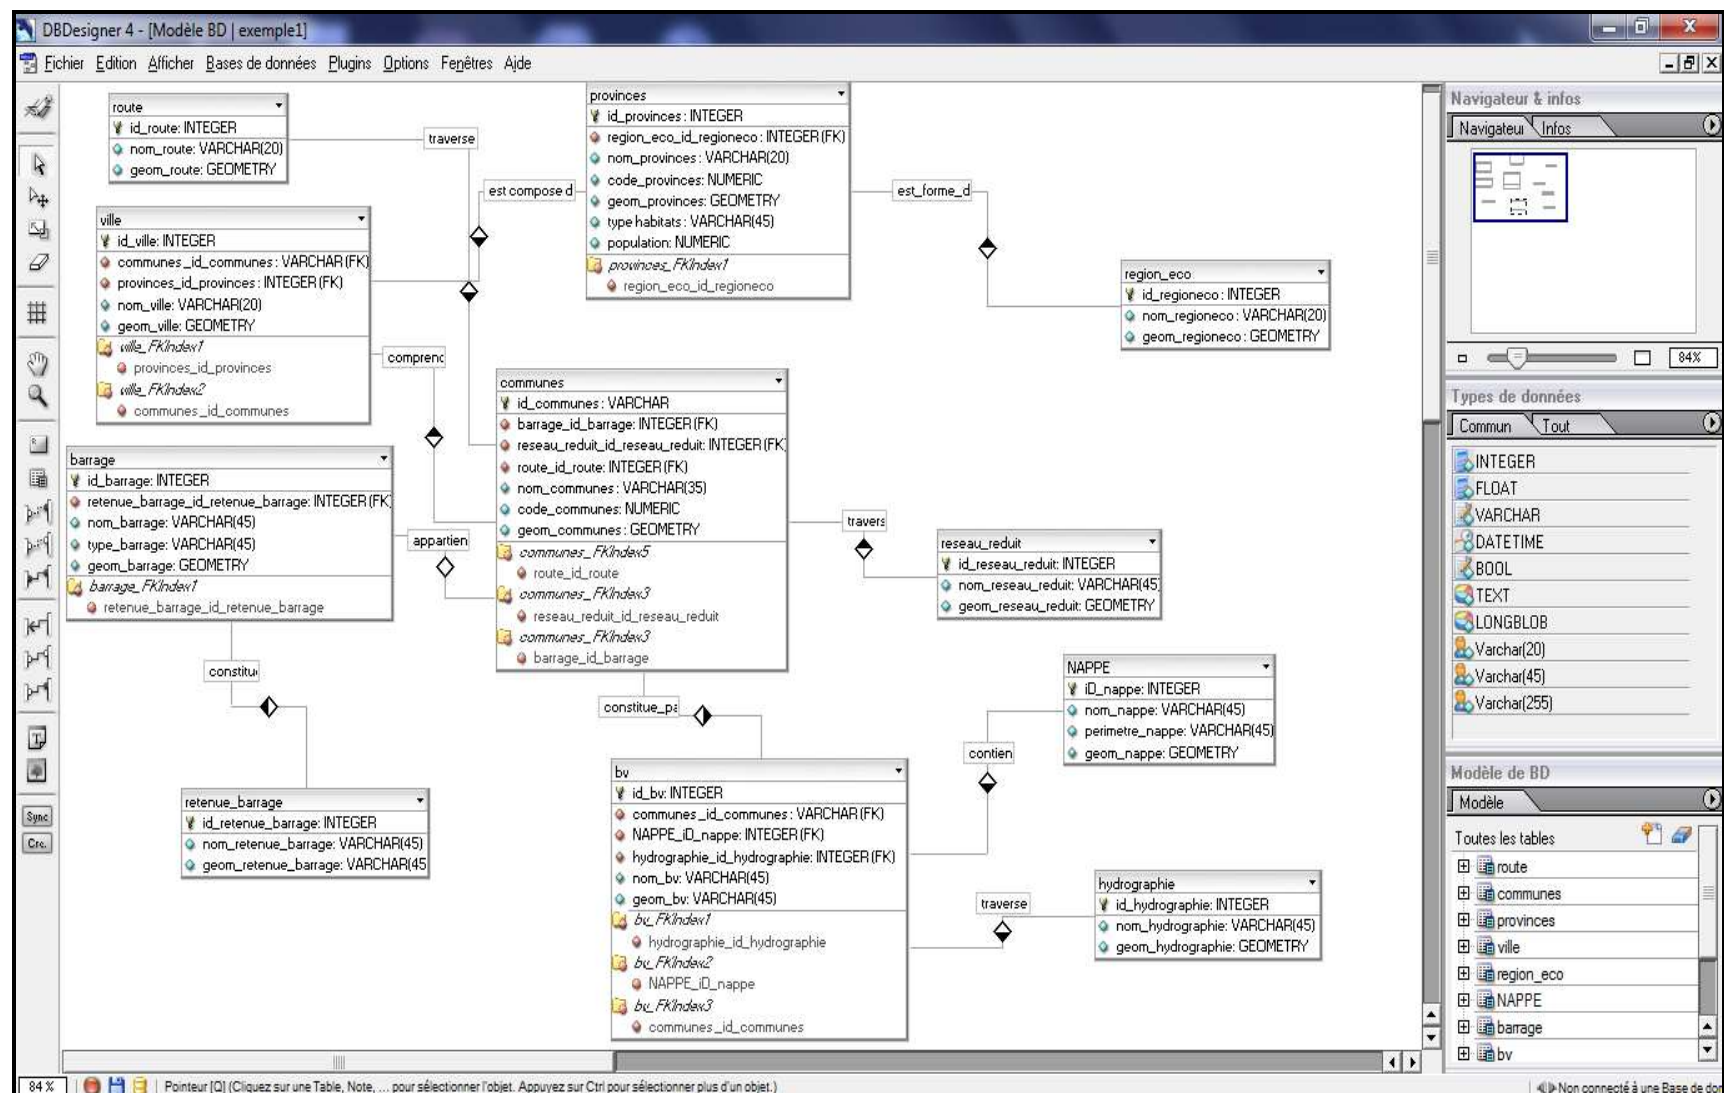 DBDesigner 4 - [Modèle BD | exemple1]
Fichier Edition Afficher Bases de données Plugins Options Fenêtres Aide
route
id_route: INTEGER
nom_route: VARCHAR(20)
geom_route: GEOMETRY
traverse
provinces
id_provinces: INTEGER
region_eco_id_regioneco: INTEGER (FK)
nom_provinces: VARCHAR(20)
code_provinces: NUMERIC
geom_provinces: GEOMETRY
type habitats: VARCHAR(45)
population: NUMERIC
provinces_FKIndex1
region_eco_id_regioneco
est compose d
est_forme_d
ville
id_ville: INTEGER
communes_id_communes: VARCHAR (FK)
provinces_id_provinces: INTEGER (FK)
nom_ville: VARCHAR(20)
geom_ville: GEOMETRY
ville_FKIndex1
provinces_id_provinces
ville_FKIndex2
communes_id_communes
comprenc
region_eco
id_regioneco: INTEGER
nom_regioneco: VARCHAR(20)
geom_regioneco: GEOMETRY
communes
id_communes: VARCHAR
barrage_id_barrage: INTEGER (FK)
reseau_reduit_id_reseau_reduit: INTEGER (FK
route_id_route: INTEGER (FK)
nom_communes: VARCHAR(35)
code_communes: NUMERIC
geom_communes: GEOMETRY
communes_FKIndex5
route_id_route
communes_FKIndex3
reseau_reduit_id_reseau_reduit
communes_FKIndex3
barrage_id_barrage
barrage
id_barrage: INTEGER
retenue_barrage_id_retenue_barrage: INTEGER (FK
nom_barrage: VARCHAR(45)
type_barrage: VARCHAR(45)
geom_barrage: GEOMETRY
barrage_FKIndex1
retenue_barrage_id_retenue_barrage
appartien
travers
reseau_reduit
id_reseau_reduit: INTEGER
nom_reseau_reduit: VARCHAR(45)
geom_reseau_reduit: GEOMETRY
constitu
constitue_pa
NAPPE
iD_nappe: INTEGER
nom_nappe: VARCHAR(45)
perimetre_nappe: VARCHAR(45)
geom_nappe: GEOMETRY
contien
retenue_barrage
id_retenue_barrage: INTEGER
nom_retenue_barrage: VARCHAR(45)
geom_retenue_barrage: VARCHAR(45
bv
id_bv: INTEGER
communes_id_communes: VARCHAR (FK)
NAPPE_iD_nappe: INTEGER (FK)
hydrographie_id_hydrographie: INTEGER (FK)
nom_bv: VARCHAR(45)
geom_bv: VARCHAR(45)
bv_FKIndex1
hydrographie_id_hydrographie
bv_FKIndex2
NAPPE_iD_nappe
bv_FKIndex3
communes_id_communes
traverse
hydrographie
id_hydrographie: INTEGER
nom_hydrographie: VARCHAR(45)
geom_hydrographie: GEOMETRY
Sync
Cre.
Navigateur & infos
Navigateur Infos
84%
Types de données
Commun Tout
INTEGER
FLOAT
VARCHAR
DATETIME
BOOL
TEXT
LONGBLOB
Varchar(20)
Varchar(45)
Varchar(255)
Modèle de BD
Modèle
Toutes les tables
route
communes
provinces
ville
region_eco
NAPPE
barrage
bv
84 % Pointeur [Q] (Cliquez sur une Table, Note, ... pour sélectionner l'objet. Appuyez sur Ctrl pour sélectionner plus d'un objet.) Non connecté à une Base de don